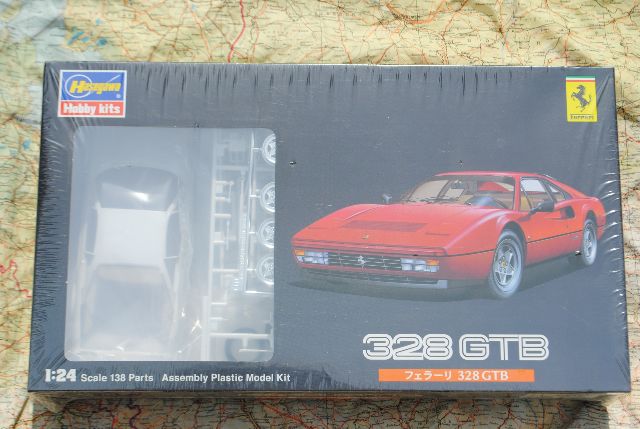 Hasegawa
Hobby kits
Ferrari
328 GTB
フェラーリ 328 GTB
1:24 Scale 138 Parts Assembly Plastic Model Kit